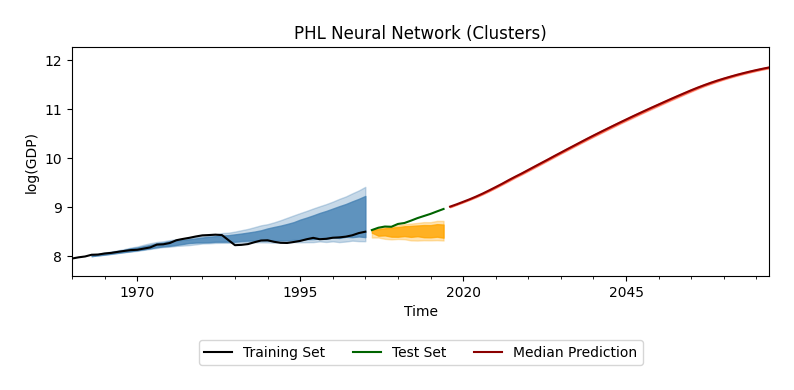 PHL Neural Network (Clusters)
12
11
10
9
8
log(GDP)
1970 1995 2020 2045
Time
Training Set Test Set Median Prediction